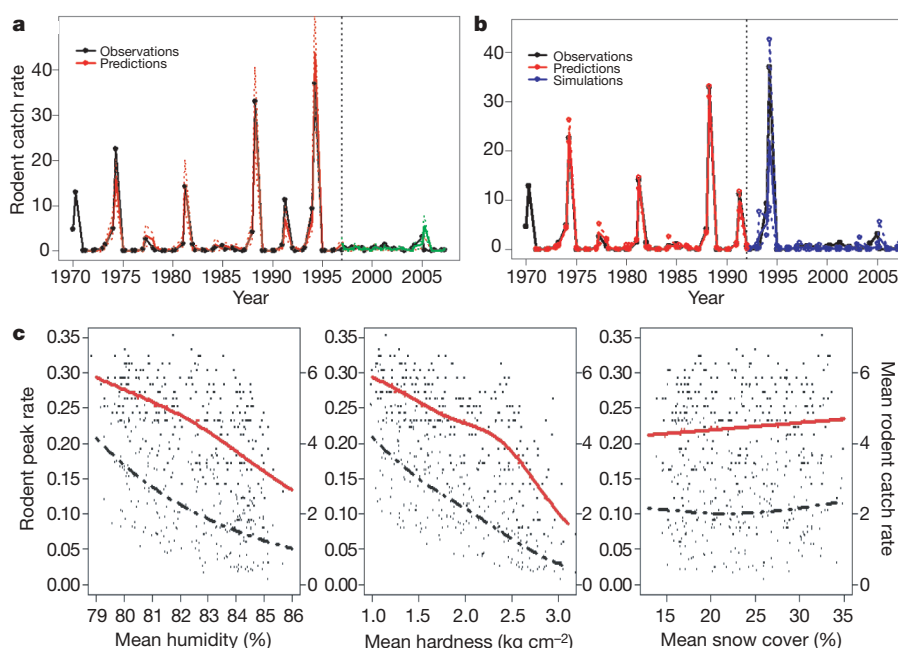 a
Observations
Predictions
Rodent catch rate
40
30
20
10
0
1970 1975 1980 1985 1990 1995 2000 2005
Year
b
Observations
Predictions
Simulations
40
30
20
10
0
1970 1975 1980 1985 1990 1995 2000 2005
Year
c
Rodent peak rate
0.35
0.30
0.25
0.20
0.15
0.10
0.05
0.00
6
4
2
0
79 80 81 82 83 84 85 86
Mean humidity (%)
0.35
0.30
0.25
0.20
0.15
0.10
0.05
0.00
6
4
2
0
1.0 1.5 2.0 2.5 3.0
Mean hardness (kg cm⁻²)
0.35
0.30
0.25
0.20
0.15
0.10
0.05
0.00
6
4
2
0
15 20 25 30 35
Mean snow cover (%)
Mean rodent catch rate